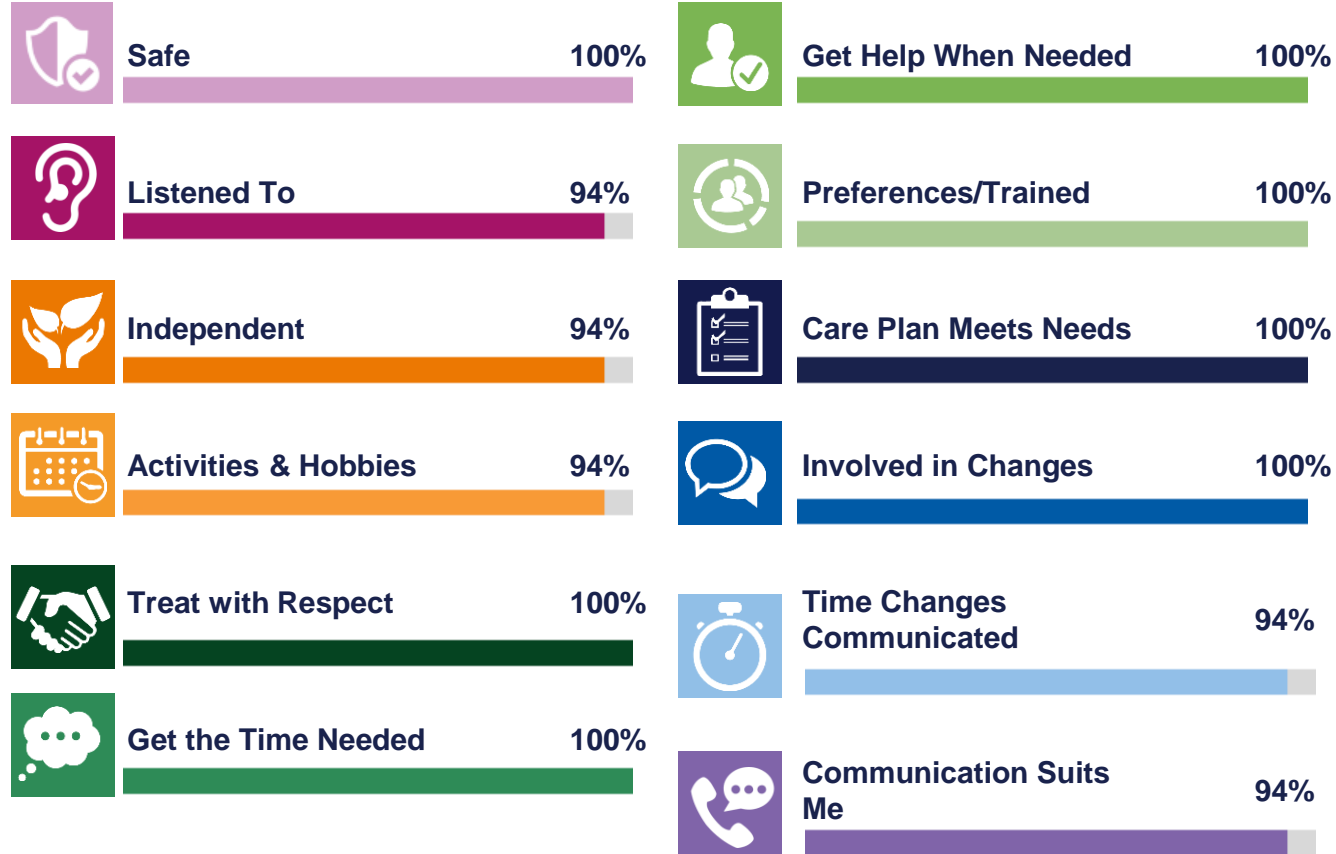 Safe 100%
Listened To 94%
Independent 94%
Activities & Hobbies 94%
Treat with Respect 100%
Get the Time Needed 100%
Get Help When Needed 100%
Preferences/Trained 100%
Care Plan Meets Needs 100%
Involved in Changes 100%
Time Changes
Communicated 94%
Communication Suits
Me 94%